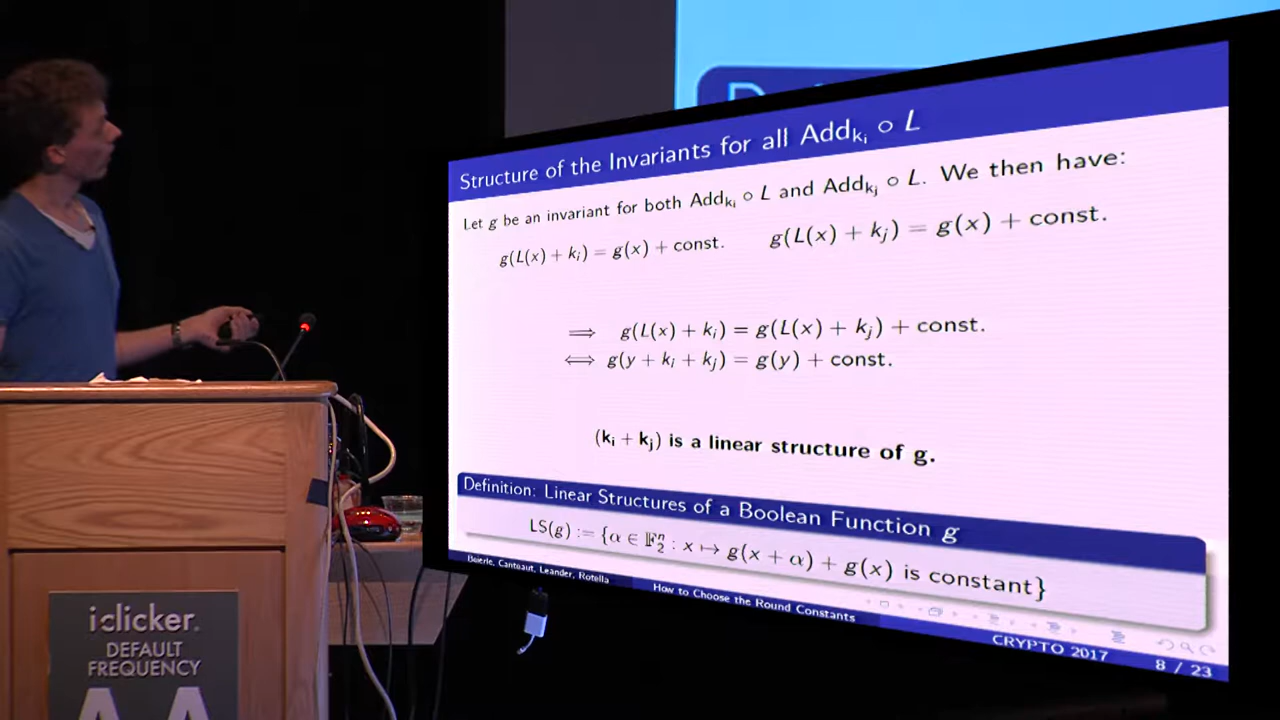 Structure of the Invariants for all Add_{k_i} ∘ L
Let g be an invariant for both Add_{k_i} ∘ L and Add_{k_j} ∘ L. We then have:
g(L(x) + k_i) = g(x) + const. g(L(x) + k_j) = g(x) + const.
⟹ g(L(x) + k_i) = g(L(x) + k_j) + const.
⟺ g(y + k_i + k_j) = g(y) + const.
(k_i + k_j) is a linear structure of g.
Definition: Linear Structures of a Boolean Function g
LS(g) := {α ∈ 𝔽₂ⁿ : x ↦ g(x + α) + g(x) is constant}
Beierle, Canteaut, Leander, Rotella
How to Choose the Round Constants
CRYPTO 2017
8 / 23
iclicker.
DEFAULT
FREQUENCY
AA